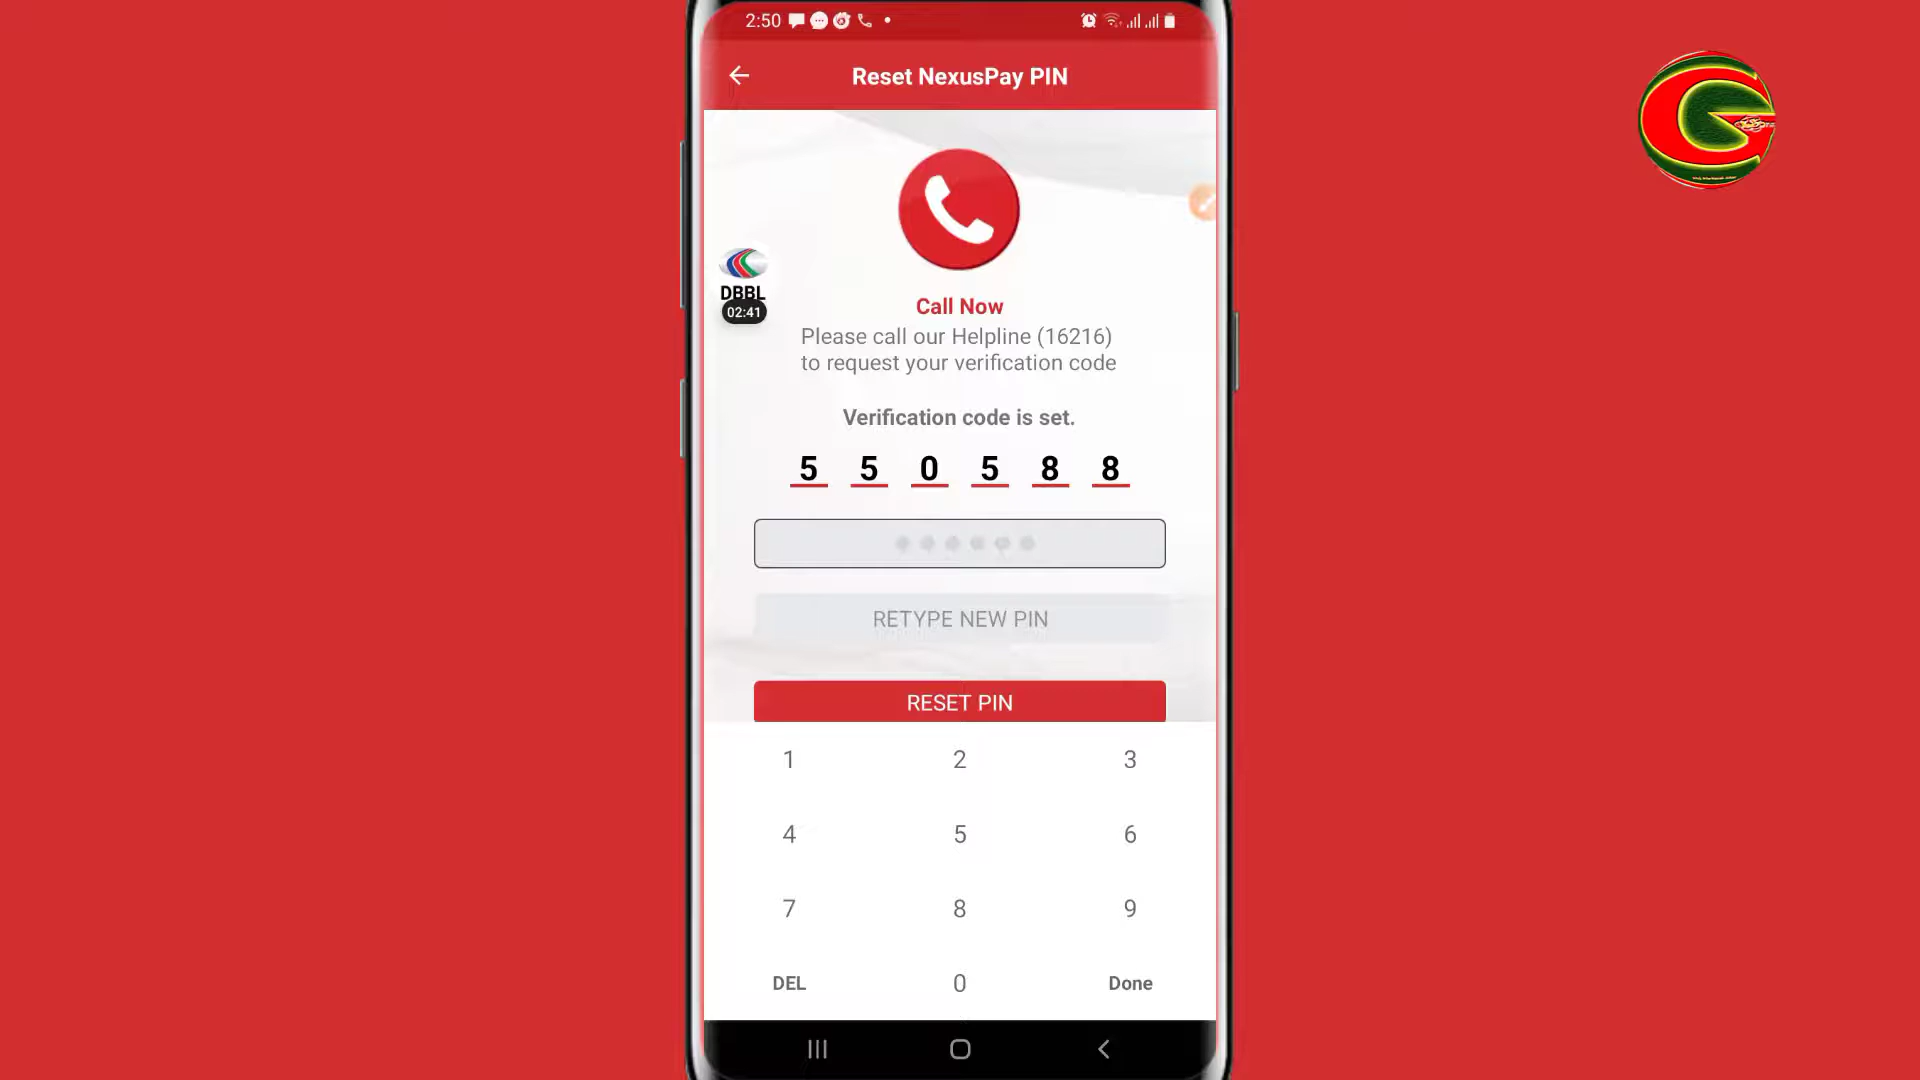 2:50
Reset NexusPay PIN
DBBL
02:41
Call Now
Please call our Helpline (16216)
to request your verification code
Verification code is set.
5 5 0 5 8 8
RETYPE NEW PIN
RESET PIN
1 2 3
4 5 6
7 8 9
DEL 0 Done